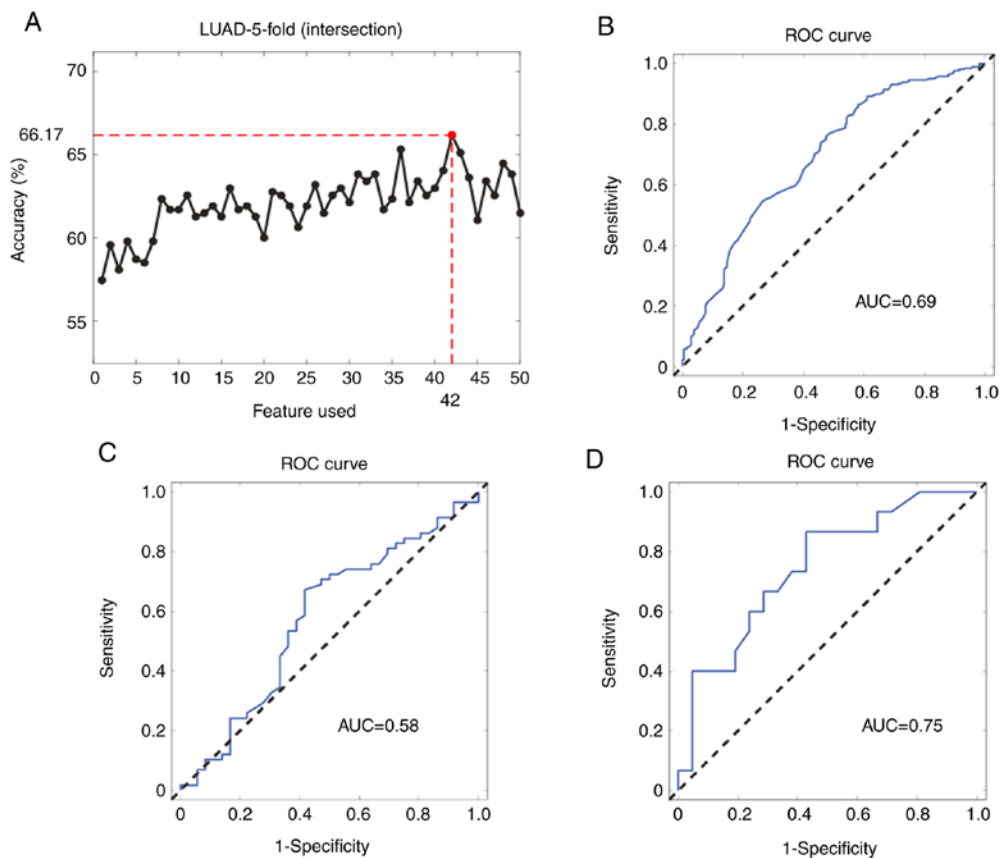 A
LUAD-5-fold (intersection)
70
66.17
65
60
55
Accuracy (%)
0 5 10 15 20 25 30 35 40 45 50
42
Feature used
B
ROC curve
1.0
0.8
0.6
0.4
0.2
0
Sensitivity
AUC=0.69
0 0.2 0.4 0.6 0.8 1.0
1-Specificity
C
ROC curve
1.0
0.8
0.6
0.4
0.2
0
Sensitivity
AUC=0.58
0 0.2 0.4 0.6 0.8 1.0
1-Specificity
D
ROC curve
1.0
0.8
0.6
0.4
0.2
0
Sensitivity
AUC=0.75
0 0.2 0.4 0.6 0.8 1.0
1-Specificity